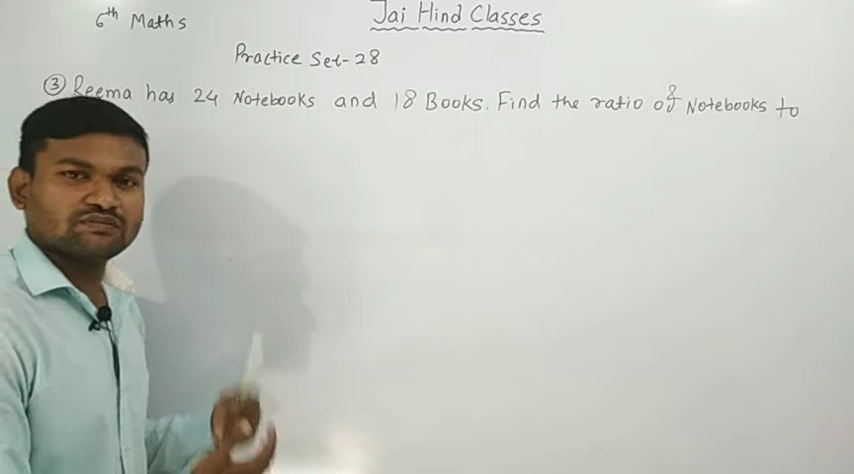 6th Maths
Jai Hind Classes
Practice Set-28
③ Reema has 24 Notebooks and 18 Books. Find the ratio of Notebooks to